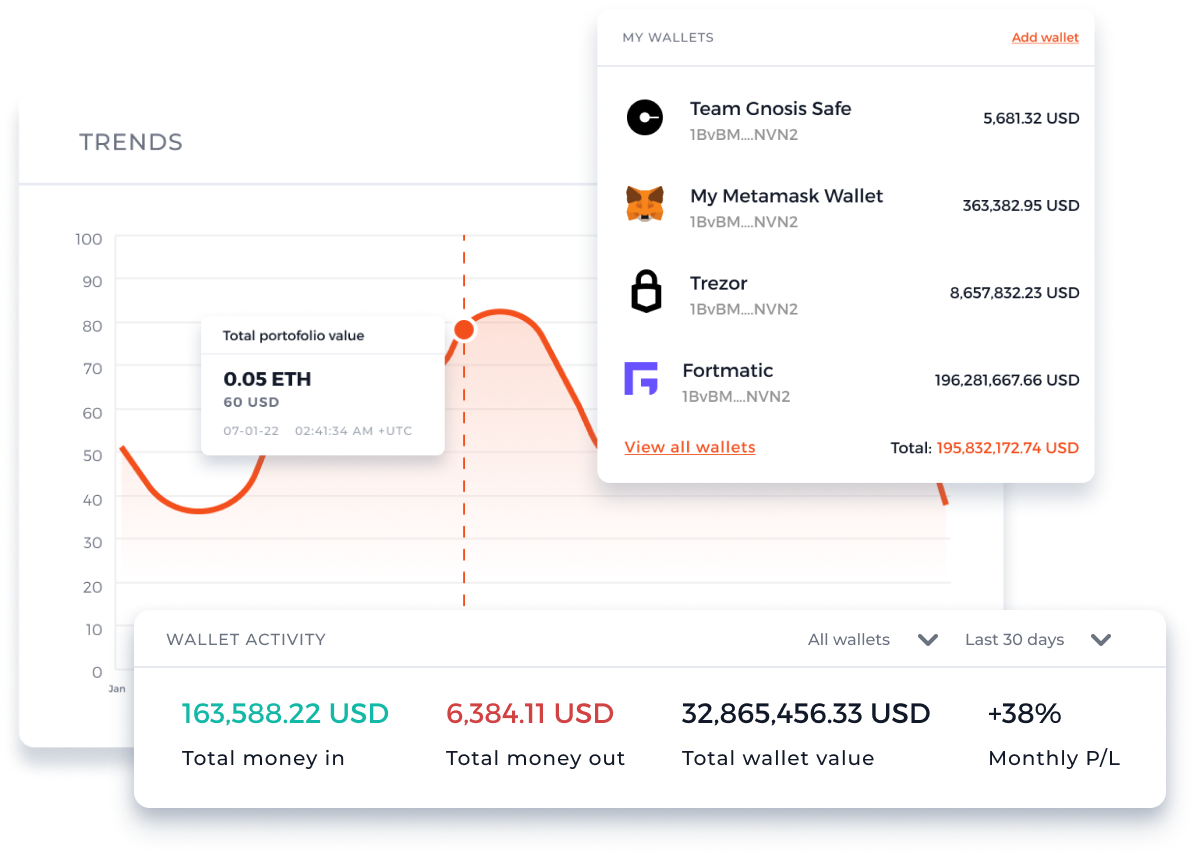 MY WALLETS
Add wallet
Team Gnosis Safe
1BvBM....NVN2
5,681.32 USD
My Metamask Wallet
1BvBM....NVN2
363,382.95 USD
Trezor
1BvBM....NVN2
8,657,832.23 USD
Fortmatic
1BvBM....NVN2
196,281,667.66 USD
View all wallets
Total: 195,832,172.74 USD
TRENDS
100
90
80
70
60
50
40
30
20
10
0
Jan
Total portofolio value
0.05 ETH
60 USD
07-01-22 02:41:34 AM +UTC
WALLET ACTIVITY
All wallets
Last 30 days
163,588.22 USD
Total money in
6,384.11 USD
Total money out
32,865,456.33 USD
Total wallet value
+38%
Monthly P/L